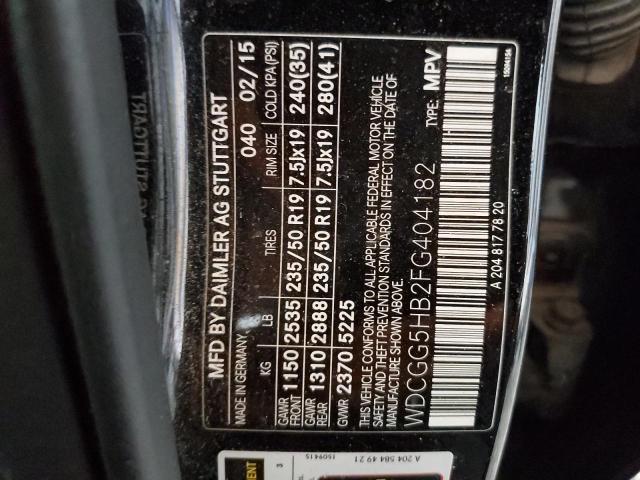 MFD BY DAIMLER AG STUTTGART
MADE IN GERMANY 040 02/15
KG LB TIRES RIM SIZE COLD KPA (PSI)
GAWR FRONT 1150 2535 235/50 R19 7.5Jx19 240(35)
GAWR REAR 1310 2888 235/50 R19 7.5Jx19 280(41)
GVWR 2370 5225
THIS VEHICLE CONFORMS TO ALL APPLICABLE FEDERAL MOTOR VEHICLE
SAFETY AND THEFT PREVENTION STANDARDS IN EFFECT ON THE DATE OF
MANUFACTURE SHOWN ABOVE.
WDCGG5HB2FG404182 TYPE: MPV
A 204 817 78 20
A 204 584 49 21
1509415